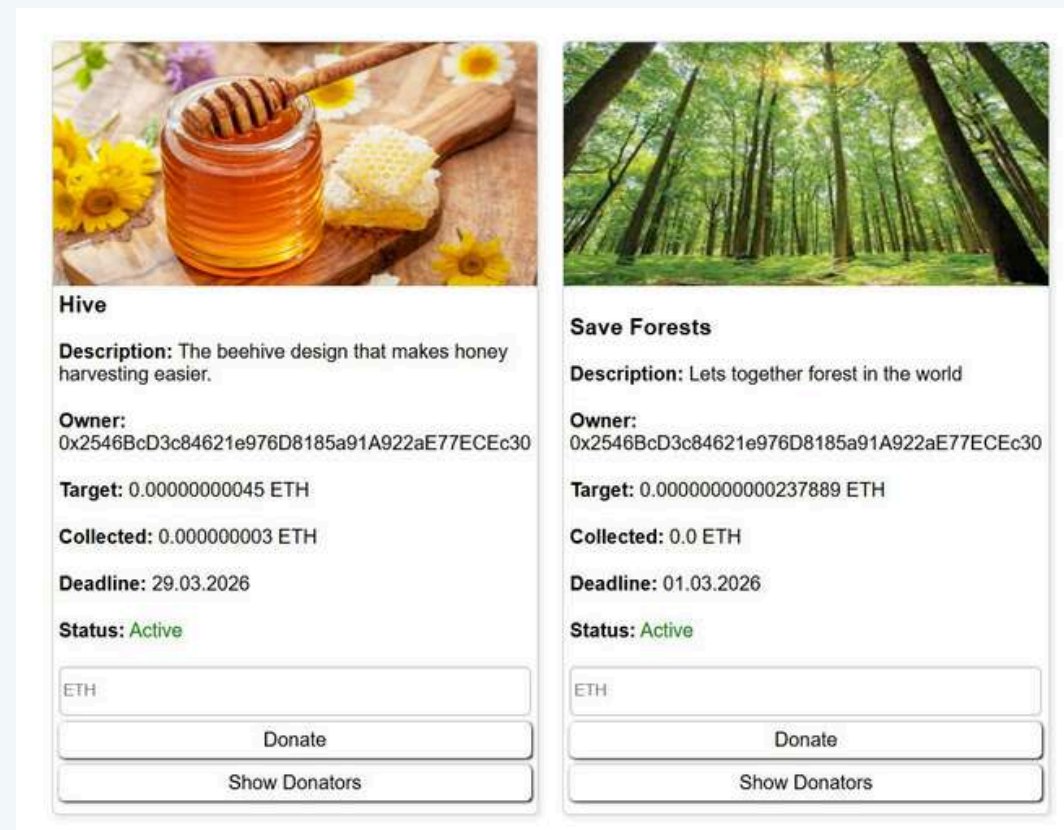 Hive
Description: The beehive design that makes honey
harvesting easier.
Owner:
0x2546BcD3c84621e976D8185a91A922aE77ECEc30
Target: 0.00000000045 ETH
Collected: 0.000000003 ETH
Deadline: 29.03.2026
Status: Active
ETH
Donate
Show Donators
Save Forests
Description: Lets together forest in the world
Owner:
0x2546BcD3c84621e976D8185a91A922aE77ECEc30
Target: 0.00000000000237889 ETH
Collected: 0.0 ETH
Deadline: 01.03.2026
Status: Active
ETH
Donate
Show Donators